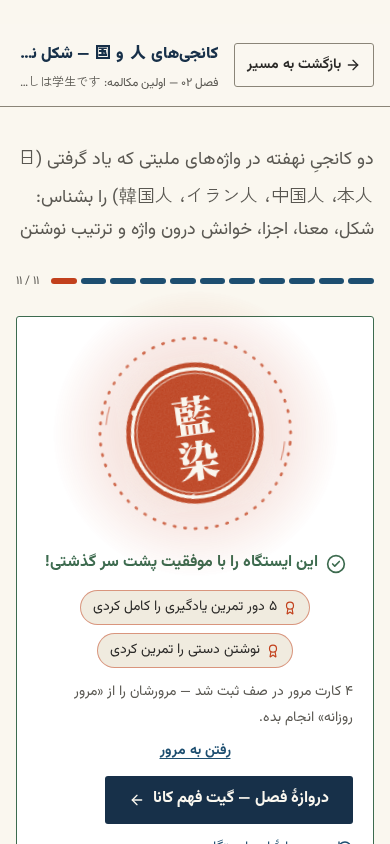 بازگشت به مسیر
کانجی‌های 人 و 国 — شکل نـ...
فصل ۰۲ — اولین مکالمه: しは学生です...
دو کانجیِ نهفته در واژه‌های ملیتی که یاد گرفتی (日
本人، 中国人، イラン人، 韓国人) را بشناس:
شکل، معنا، اجزا، خوانش درون واژه و ترتیب نوشتن
۱۱ / ۱۱
藍染
این ایستگاه را با موفقیت پشت سر گذشتی!
۵ دور تمرین یادگیری را کامل کردی
نوشتن دستی را تمرین کردی
۴ کارت مرور در صف ثبت شد — مرورشان را از «مرور
روزانه» انجام بده.
رفتن به مرور
دروازهٔ فصل — گیت فهم کانا